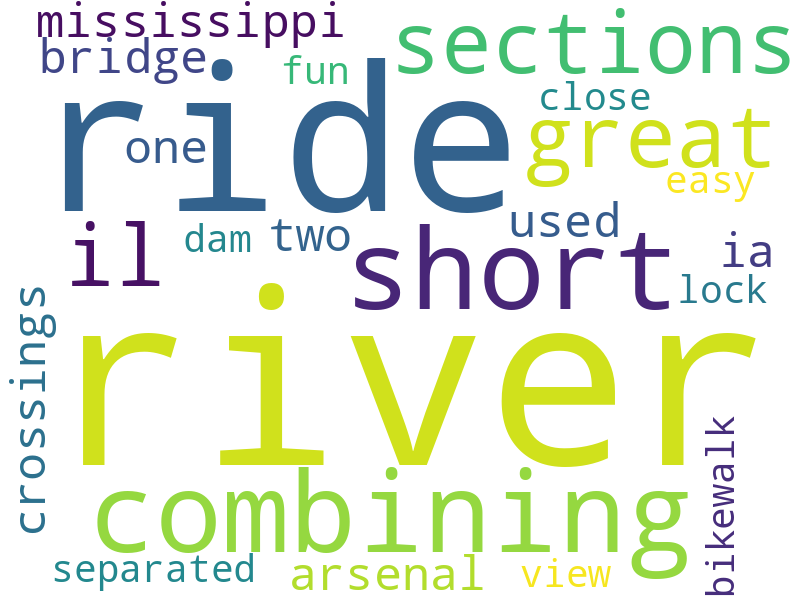 mississippi
sections
bridge
fun
ride
close
great
one
easy
used
il
dam
two
short
ia
lock
crossings
river
combining
bikewalk
separated
arsenal
view